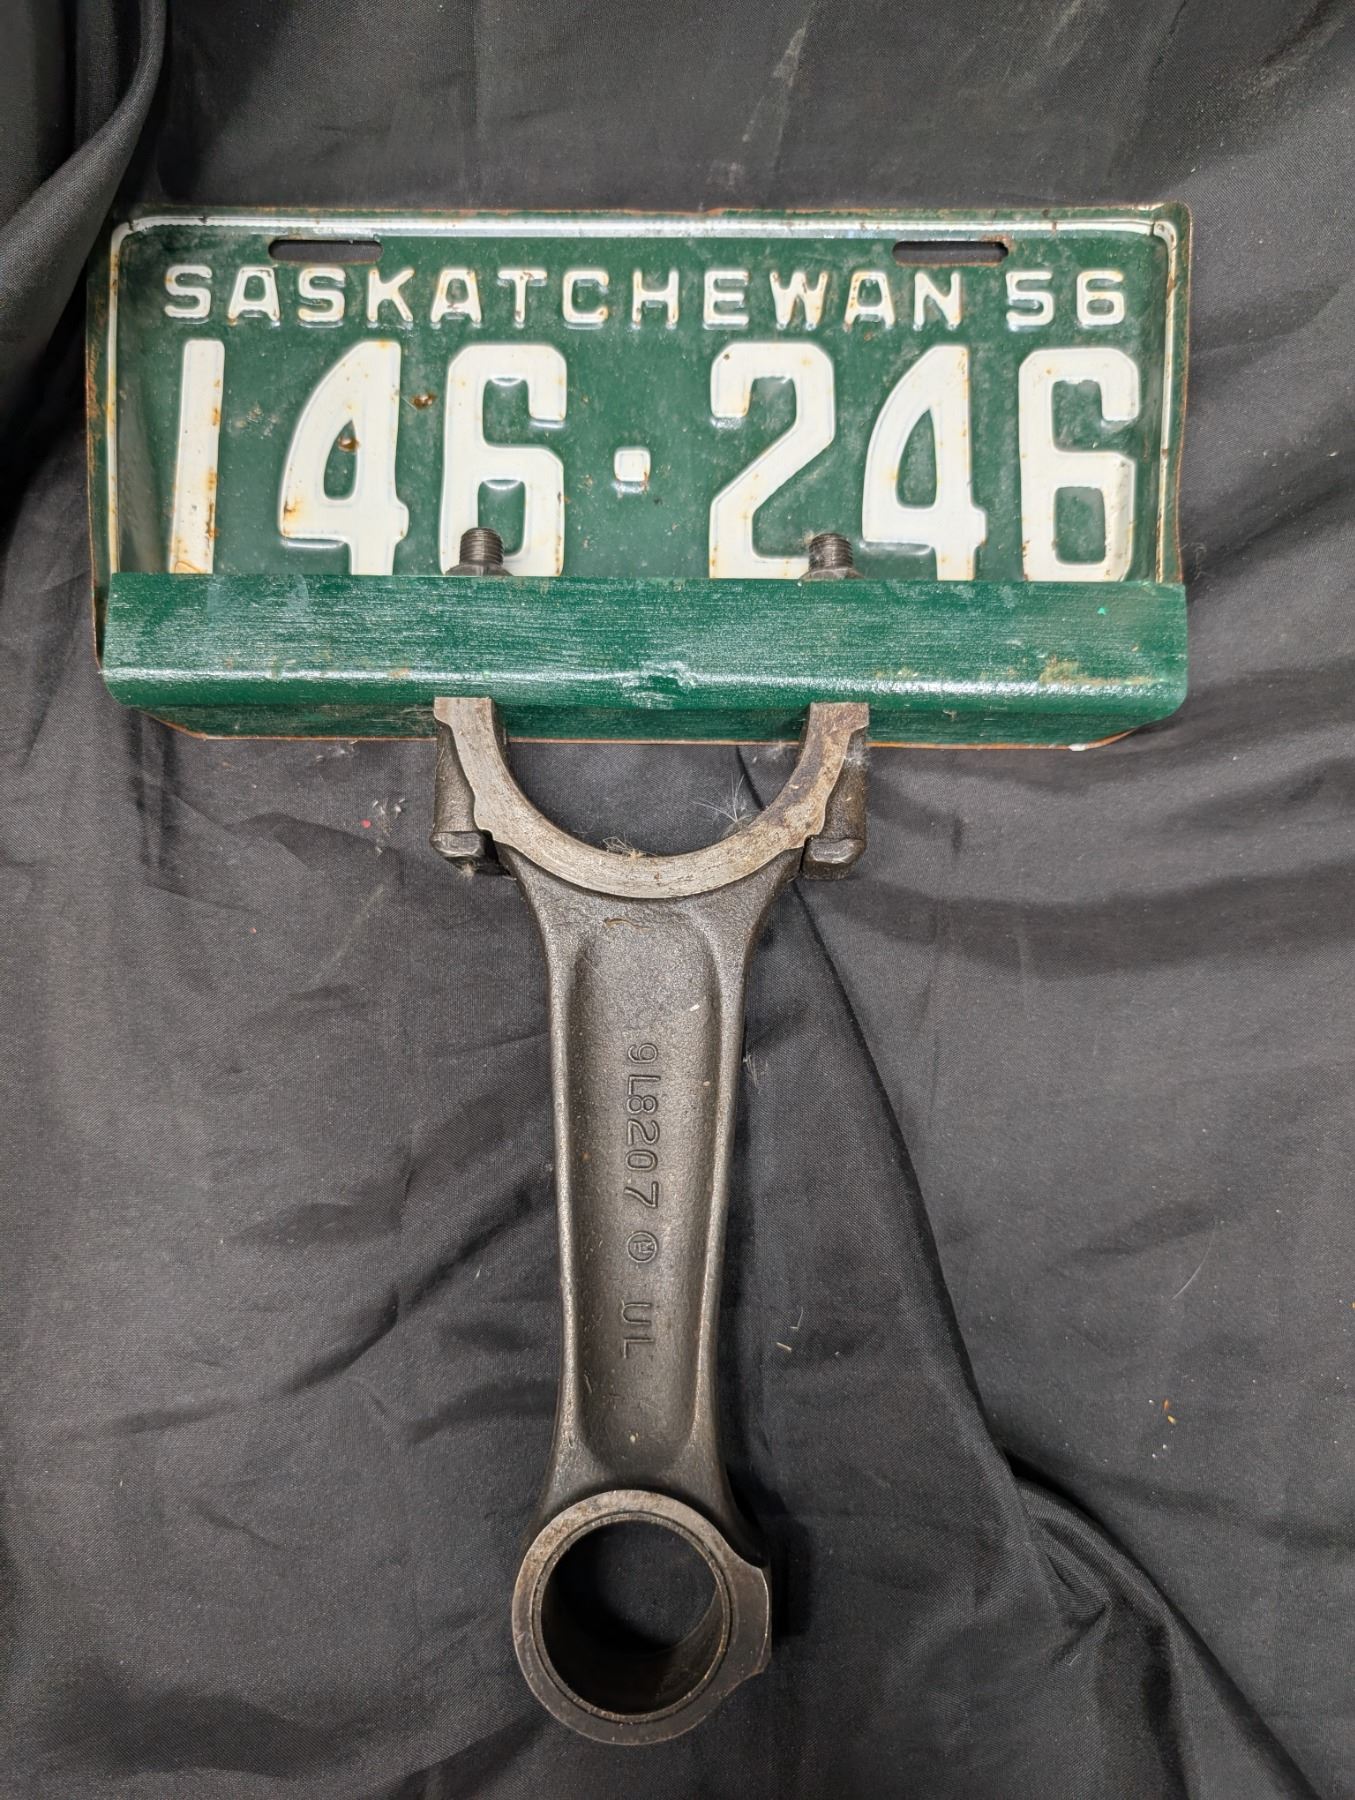 SASKATCHEWAN 56
146·246
9L8207 M UL